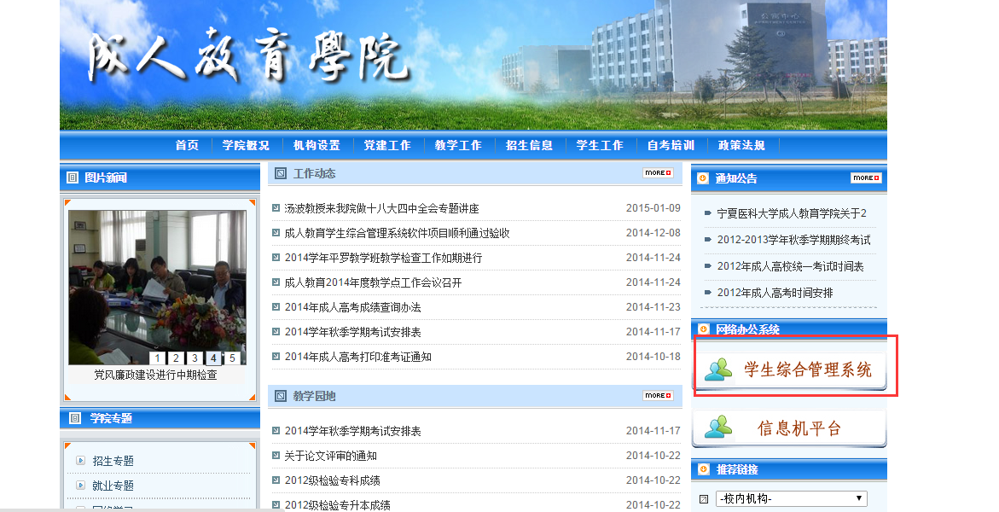 成人教育學院
首页 学院概况 机构设置 党建工作 教学工作 招生信息 学生工作 自考培训 政策法规
图片新闻
1 2 3 4 5
党风廉政建设进行中期检查
学院专题
招生专题
就业专题
工作动态 MORE
汤波教授来我院做十八大四中全会专题讲座 2015-01-09
成人教育学生综合管理系统软件项目顺利通过验收 2014-12-08
2014学年平罗教学班教学检查工作如期进行 2014-11-24
成人教育2014年度教学点工作会议召开 2014-11-24
2014年成人高考成绩查询办法 2014-11-23
2014学年秋季学期考试安排表 2014-11-17
2014年成人高考打印准考证通知 2014-10-18
教学园地 MORE
2014学年秋季学期考试安排表 2014-11-17
关于论文评审的通知 2014-10-22
2012级检验专科成绩 2014-10-22
2012级检验专升本成绩 2014-10-22
通知公告 MORE
宁夏医科大学成人教育学院关于2
2012-2013学年秋季学期期终考试
2012年成人高校统一考试时间表
2012年成人高考时间安排
网络办公系统
学生综合管理系统
信息机平台
推荐链接
-校内机构-